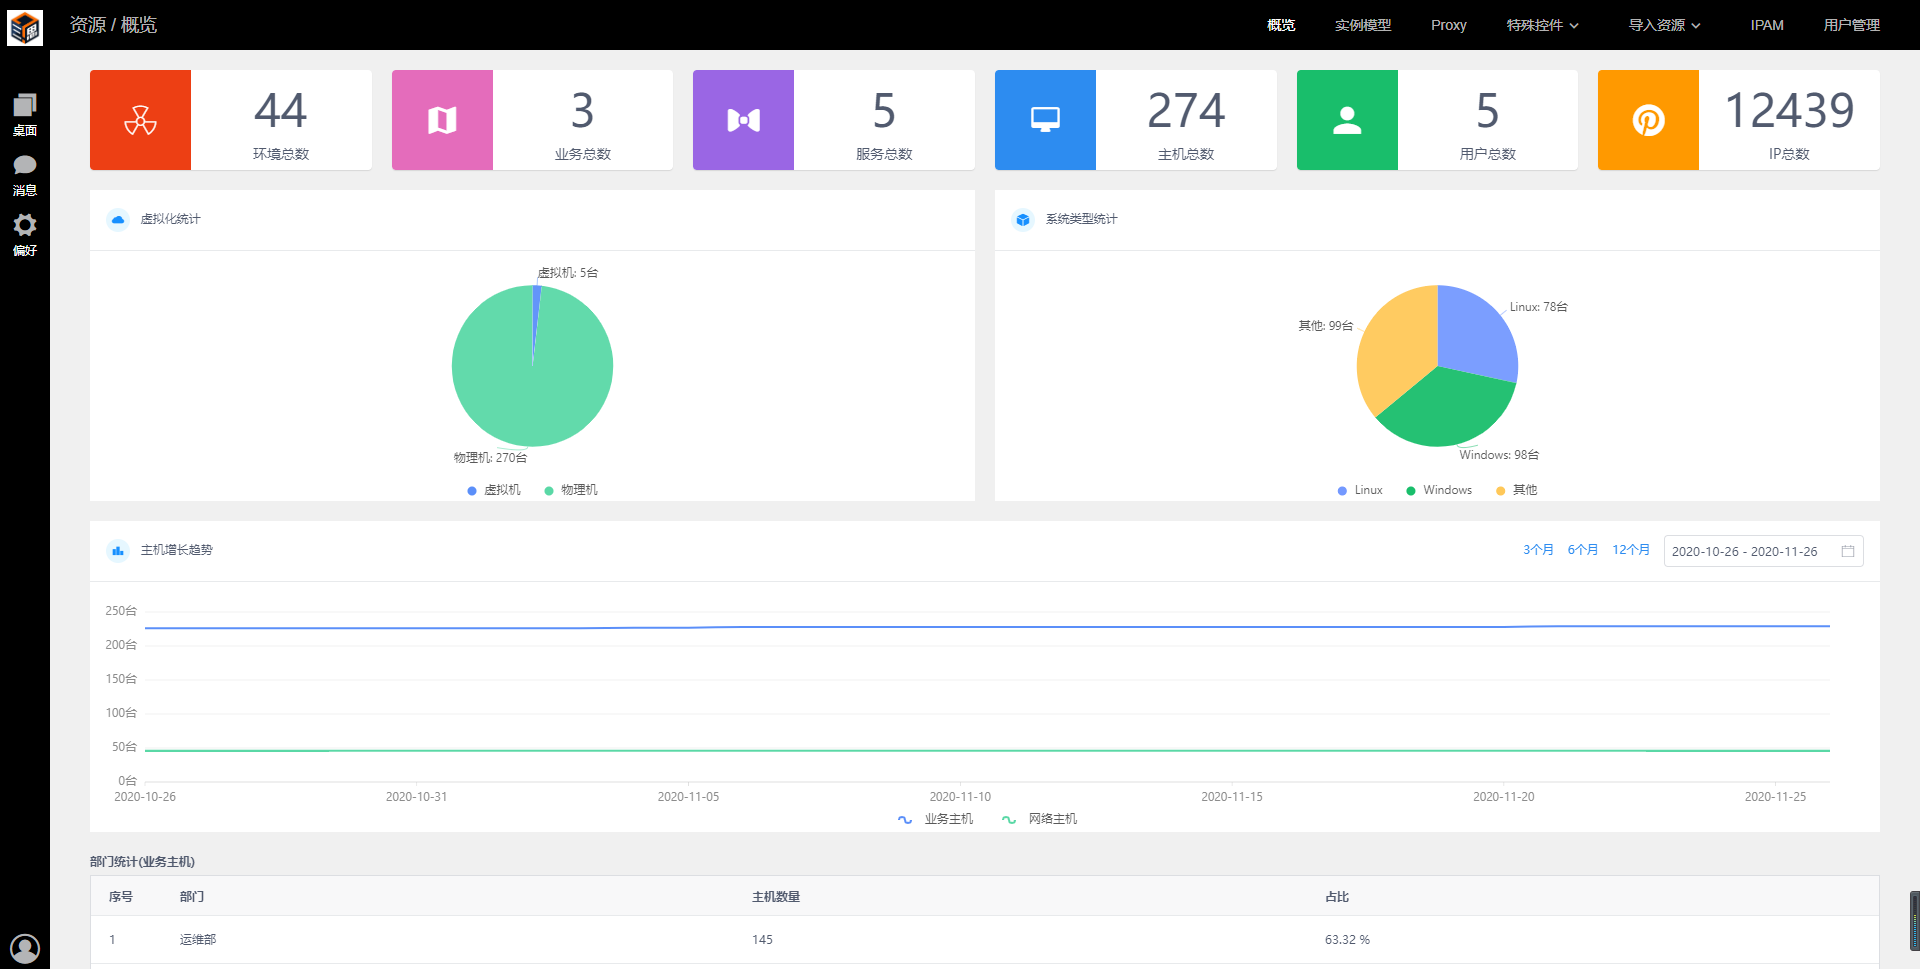 资源 / 概览
概览 实例模型 Proxy 特殊控件 导入资源 IPAM 用户管理
桌面
消息
偏好
44
环境总数
3
业务总数
5
服务总数
274
主机总数
5
用户总数
12439
IP总数
虚拟化统计
虚拟机: 5台
物理机: 270台
虚拟机 物理机
系统类型统计
Linux: 78台
其他: 99台
Windows: 98台
Linux Windows 其他
主机增长趋势
3个月 6个月 12个月 2020-10-26 - 2020-11-26
250台
200台
150台
100台
50台
0台
2020-10-26 2020-10-31 2020-11-05 2020-11-10 2020-11-15 2020-11-20 2020-11-25
业务主机 网络主机
部门统计(业务主机)
序号 部门 主机数量 占比
1 运维部 145 63.32 %